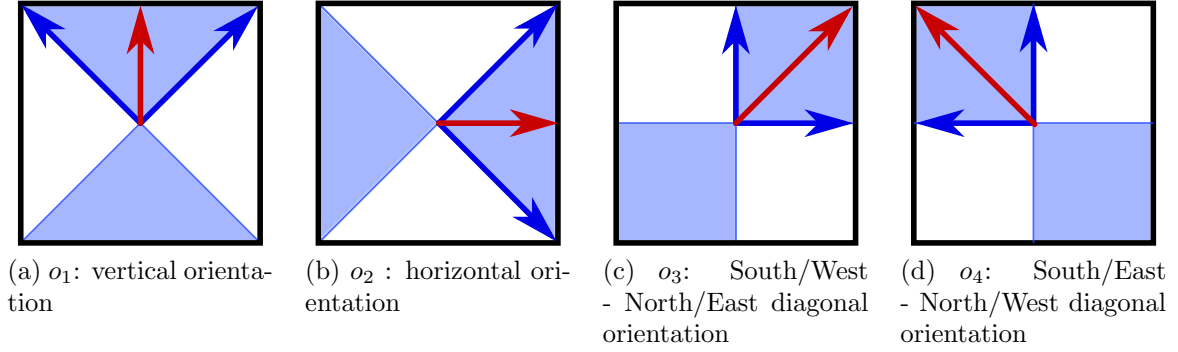 (a) o₁: vertical orienta-
tion
(b) o₂ : horizontal ori-
entation
(c) o₃: South/West
- North/East diagonal
orientation
(d) o₄: South/East
- North/West diagonal
orientation